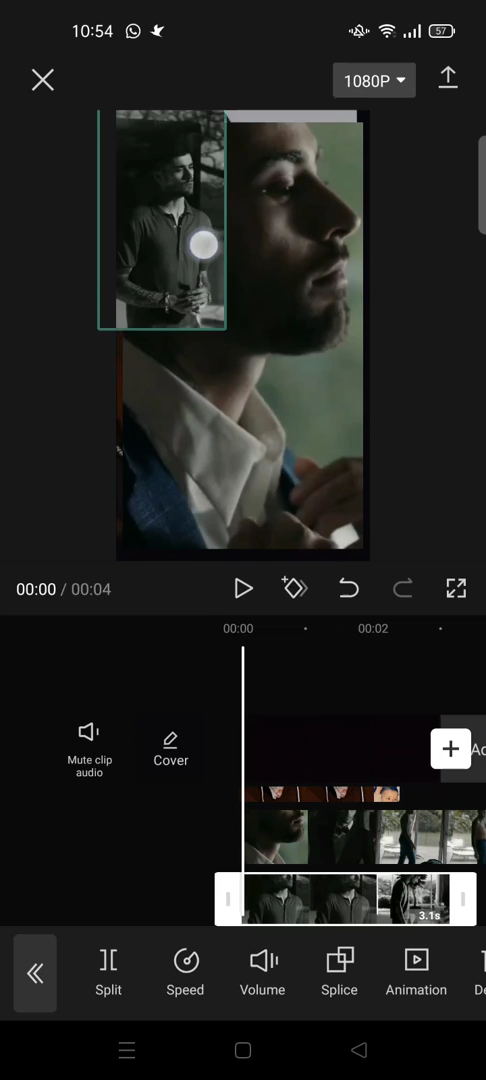 10:54
57
1080P
00:00 / 00:04
00:00
00:02
Mute clip
audio
Cover
3.1s
Split
Speed
Volume
Splice
Animation